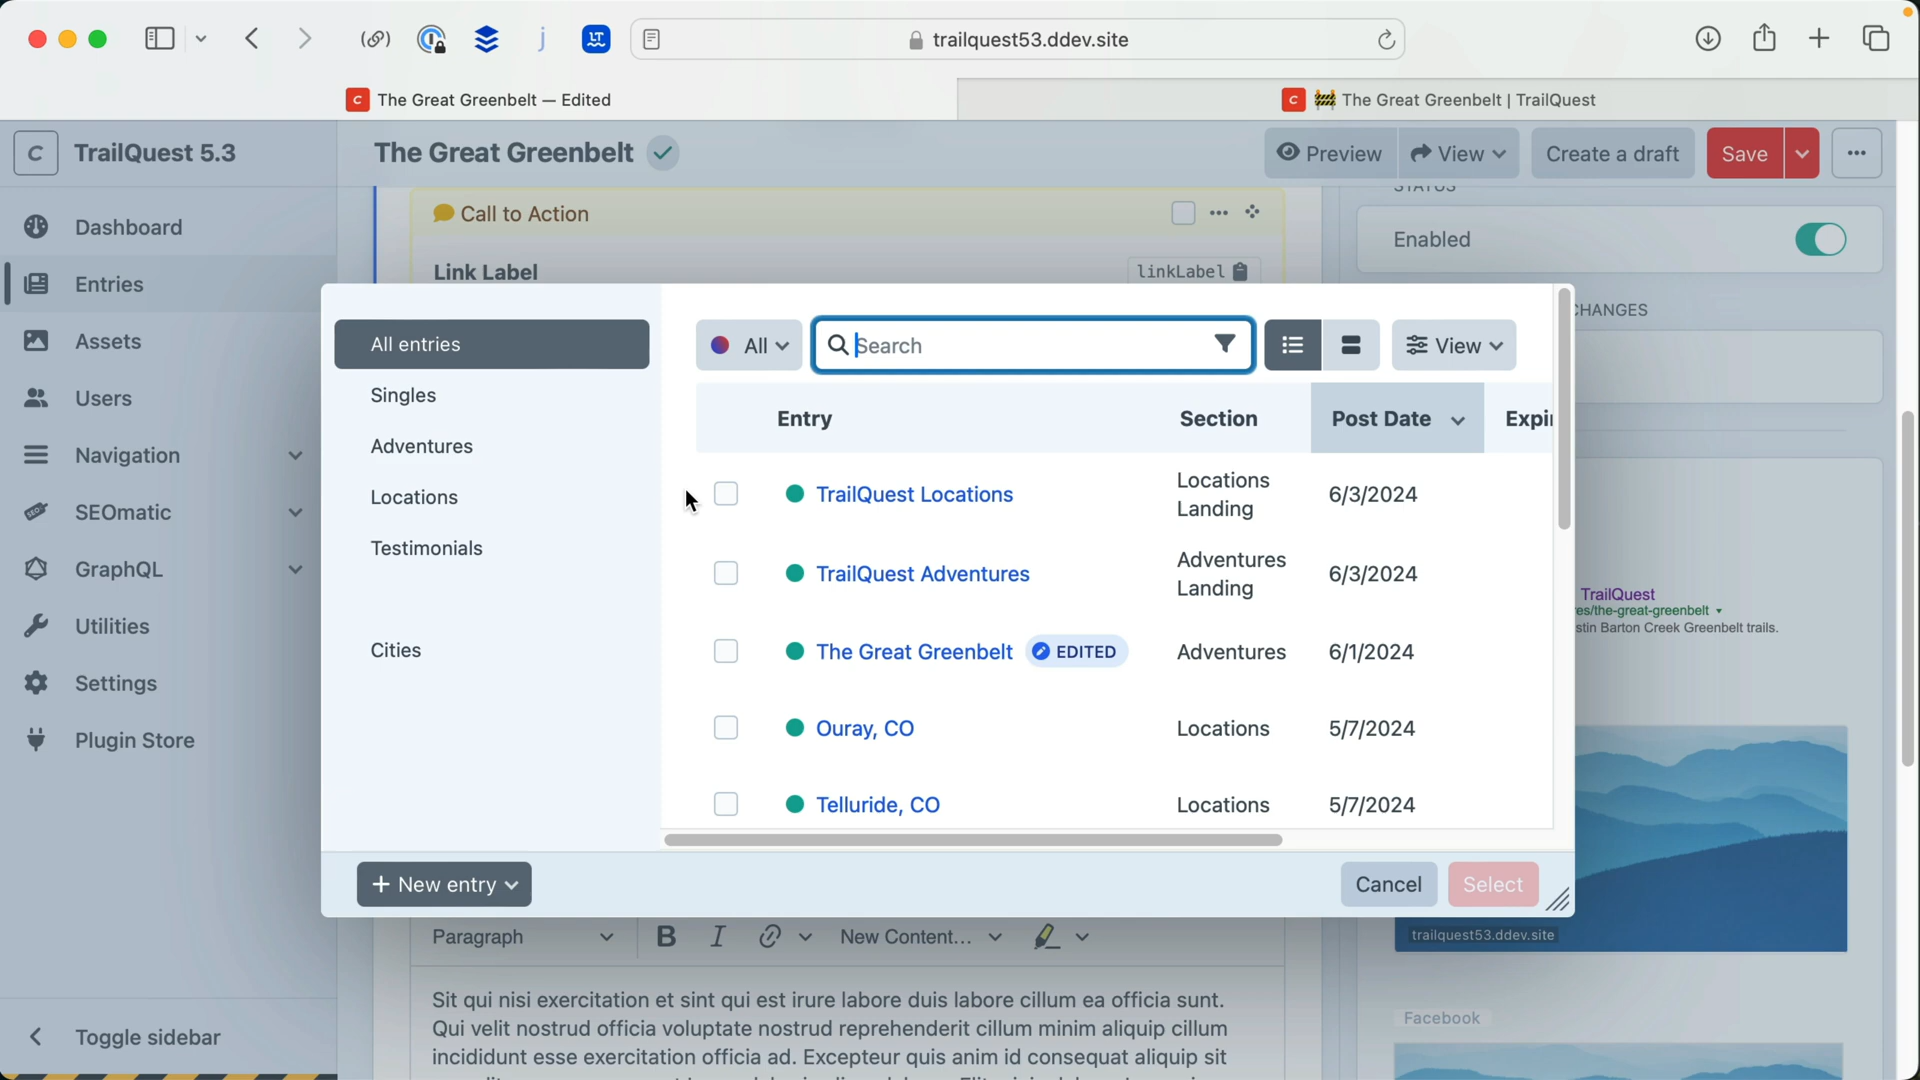 trailquest53.ddev.site
The Great Greenbelt — Edited
🚧 The Great Greenbelt | TrailQuest
C TrailQuest 5.3
The Great Greenbelt
Preview
View
Create a draft
Save
Dashboard
Entries
Assets
Users
Navigation
SEOmatic
GraphQL
Utilities
Settings
Plugin Store
Toggle sidebar
Call to Action
Link Label
linkLabel
STATUS
Enabled
CHANGES
All entries
Singles
Adventures
Locations
Testimonials
Cities
All
Search
View
Entry Section Post Date Expi
TrailQuest Locations Locations Landing 6/3/2024
TrailQuest Adventures Adventures Landing 6/3/2024
The Great Greenbelt EDITED Adventures 6/1/2024
Ouray, CO Locations 5/7/2024
Telluride, CO Locations 5/7/2024
+ New entry
Cancel
Select
TrailQuest
es/the-great-greenbelt
stin Barton Creek Greenbelt trails.
trailquest53.ddev.site
Facebook
Paragraph B I New Content...
Sit qui nisi exercitation et sint qui est irure labore duis labore cillum ea officia sunt.
Qui velit nostrud officia voluptate nostrud reprehenderit cillum minim aliquip cillum
incididunt esse exercitation officia ad. Excepteur quis anim id consequat aliquip sit